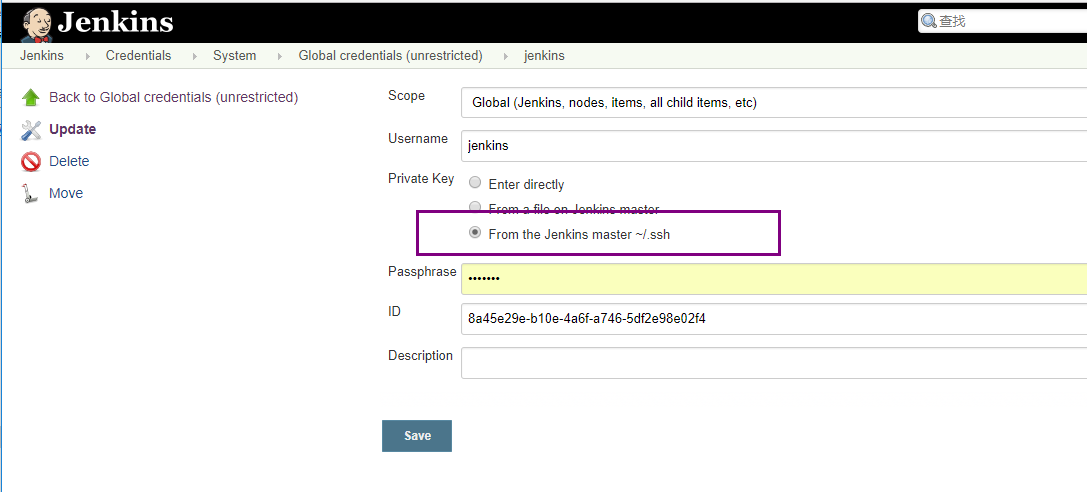 Jenkins
查找
Jenkins
Credentials
System
Global credentials (unrestricted)
jenkins
Back to Global credentials (unrestricted)
Update
Delete
Move
Scope
Global (Jenkins, nodes, items, all child items, etc)
Username
jenkins
Private Key
Enter directly
From a file on Jenkins master
From the Jenkins master ~/.ssh
Passphrase
•••••••
ID
8a45e29e-b10e-4a6f-a746-5df2e98e02f4
Description
Save